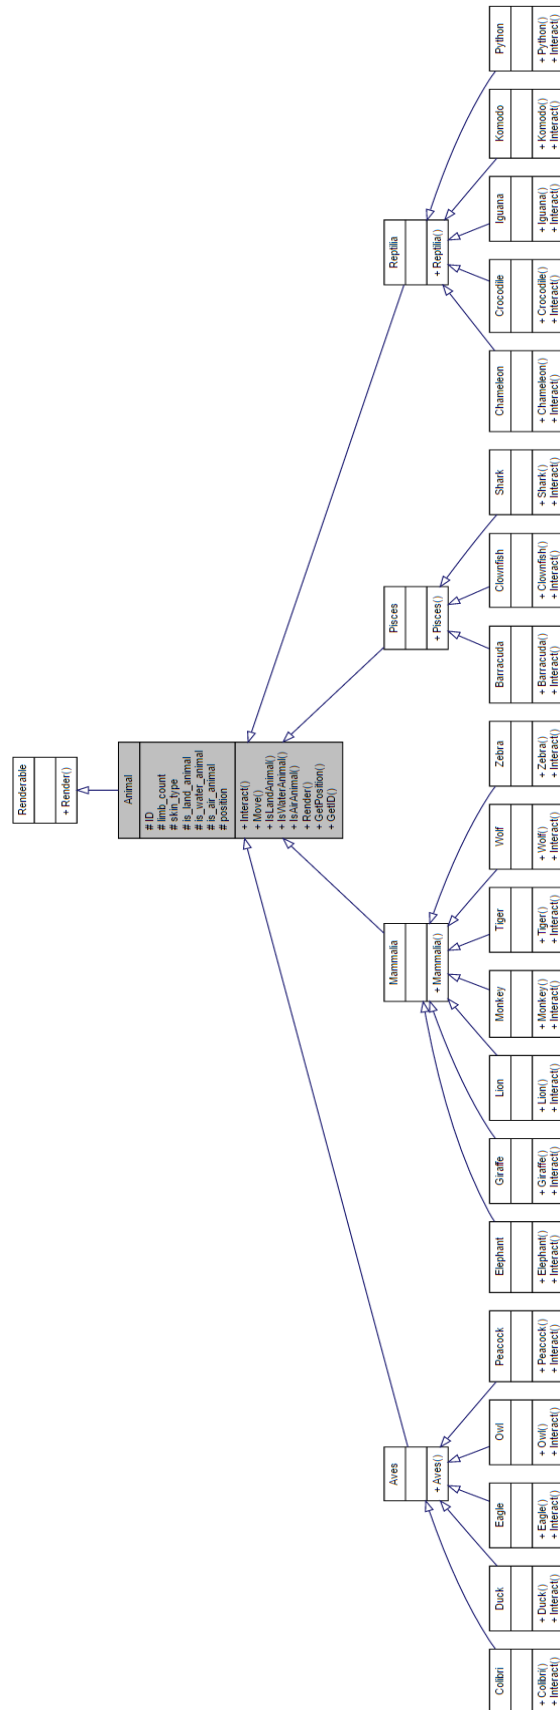 Renderable
+ Render()
Animal
# ID
# limb_count
# skin_type
# is_land_animal
# is_water_animal
# is_air_animal
# position
+ Interact()
+ Move()
+ IsLandAnimal()
+ IsWaterAnimal()
+ IsAirAnimal()
+ Render()
+ GetPosition()
+ GetID()
Aves
+ Aves()
Mammalia
+ Mammalia()
Pisces
+ Pisces()
Reptilia
+ Reptilia()
Colibri
+ Colibri()
+ Interact()
Duck
+ Duck()
+ Interact()
Eagle
+ Eagle()
+ Interact()
Owl
+ Owl()
+ Interact()
Peacock
+ Peacock()
+ Interact()
Elephant
+ Elephant()
+ Interact()
Giraffe
+ Giraffe()
+ Interact()
Lion
+ Lion()
+ Interact()
Monkey
+ Monkey()
+ Interact()
Tiger
+ Tiger()
+ Interact()
Wolf
+ Wolf()
+ Interact()
Zebra
+ Zebra()
+ Interact()
Barracuda
+ Barracuda()
+ Interact()
Clownfish
+ Clownfish()
+ Interact()
Shark
+ Shark()
+ Interact()
Chameleon
+ Chameleon()
+ Interact()
Crocodile
+ Crocodile()
+ Interact()
Iguana
+ Iguana()
+ Interact()
Komodo
+ Komodo()
+ Interact()
Python
+ Python()
+ Interact()